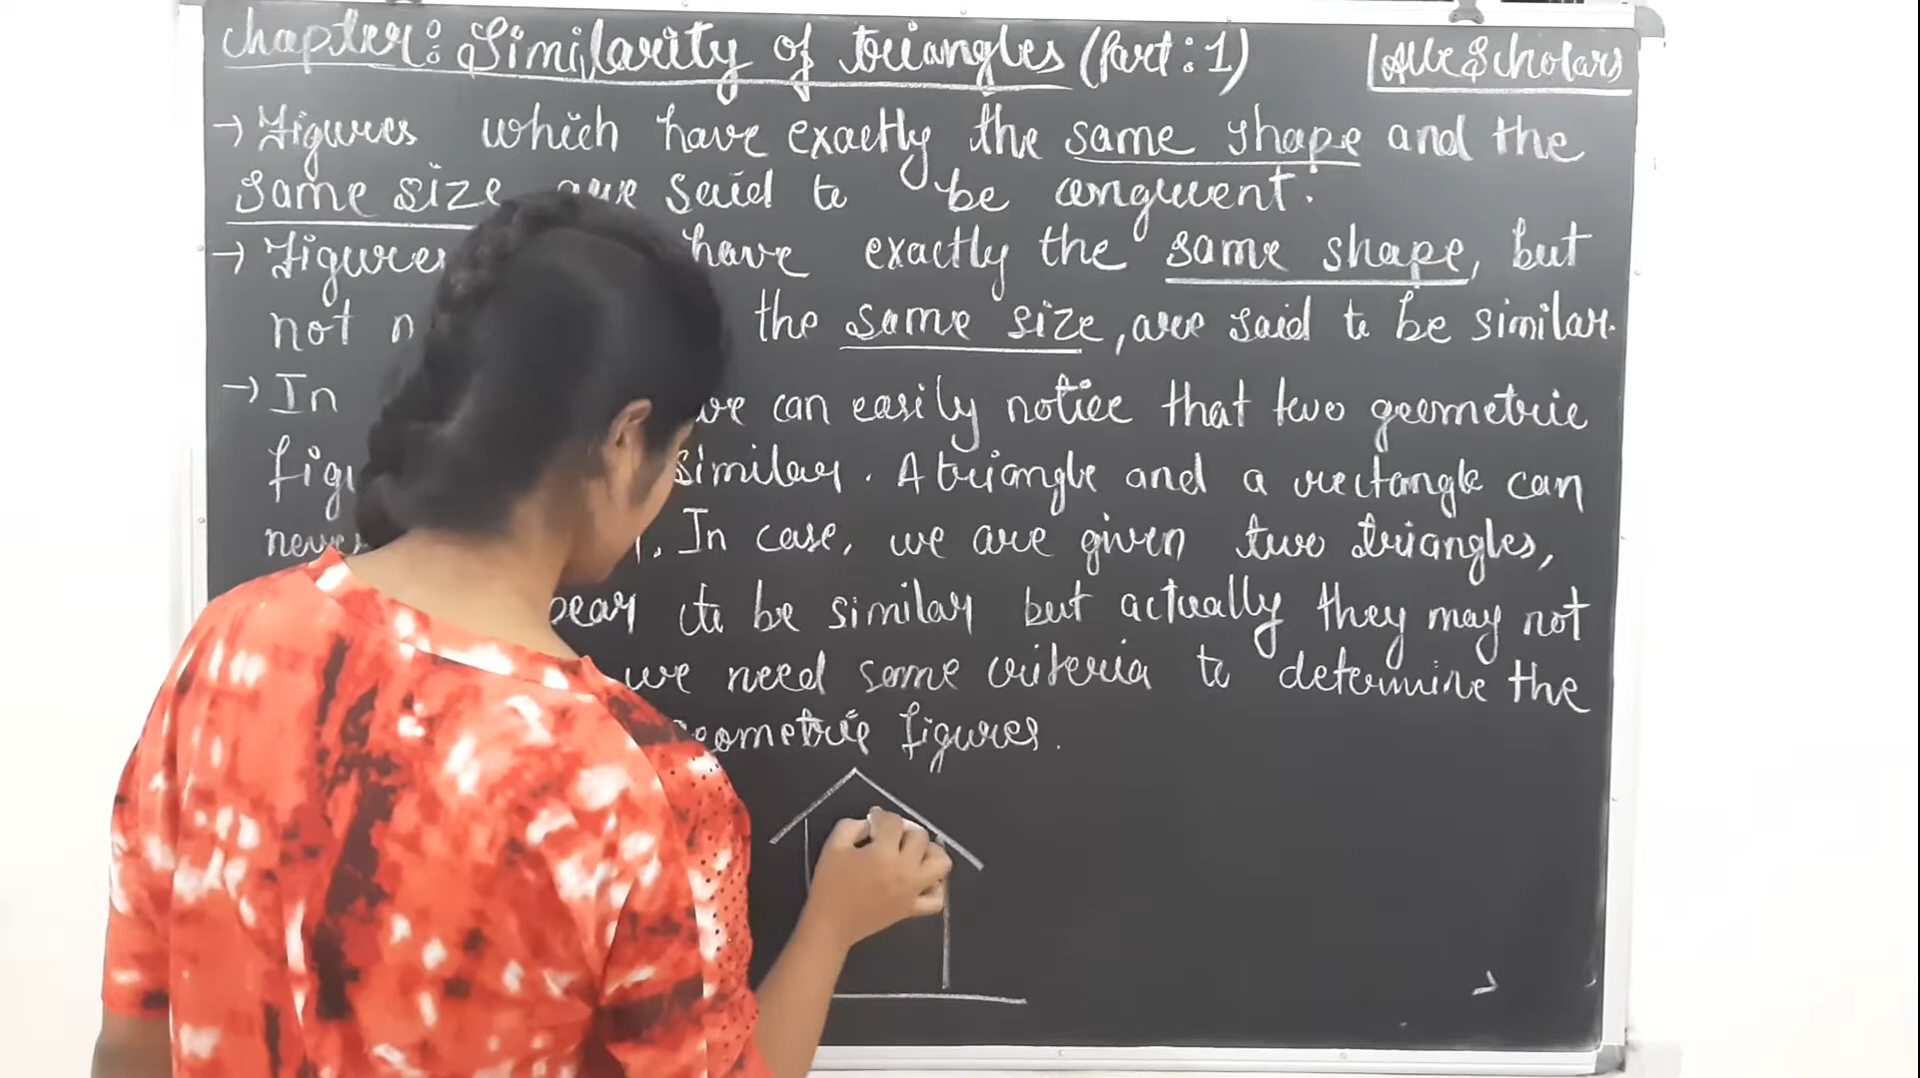 chapter: Similarity of triangles (Part: 1)
AWe Scholars
→ Figures which have exactly the same shape and the
same size are said to be congruent.
→ Figures have exactly the same shape, but
not the same size, are said to be similar.
→ In we can easily notice that two geometric
similar. A triangle and a rectangle can
never . In case, we are given two triangles,
to be similar but actually they may not
we need some criteria to determine the
geometric figures.